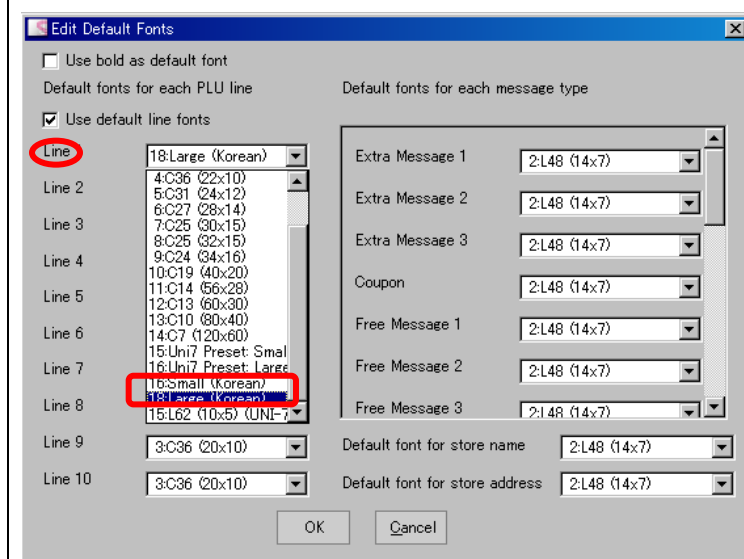 Edit Default Fonts
Use bold as default font
Default fonts for each PLU line
Use default line fonts
Line
18:Large (Korean)
4:C36 (22x10)
5:C31 (24x12)
6:C27 (28x14)
7:C25 (30x15)
8:C25 (32x15)
9:C24 (34x16)
10:C19 (40x20)
11:C14 (56x28)
12:C13 (60x30)
13:C10 (80x40)
14:C7 (120x60)
15:Uni7 Preset: Smal
16:Uni7 Preset: Large
16:Small (Korean)
18:Large (Korean)
15:L62 (10x5) (UNI-7
Line 2
Line 3
Line 4
Line 5
Line 6
Line 7
Line 8
Line 9
3:C36 (20x10)
Line 10
3:C36 (20x10)
Default fonts for each message type
Extra Message 1
2:L48 (14x7)
Extra Message 2
2:L48 (14x7)
Extra Message 3
2:L48 (14x7)
Coupon
2:L48 (14x7)
Free Message 1
2:L48 (14x7)
Free Message 2
2:L48 (14x7)
Free Message 3
2:L48 (14x7)
Default font for store name
2:L48 (14x7)
Default font for store address
2:L48 (14x7)
OK
Cancel